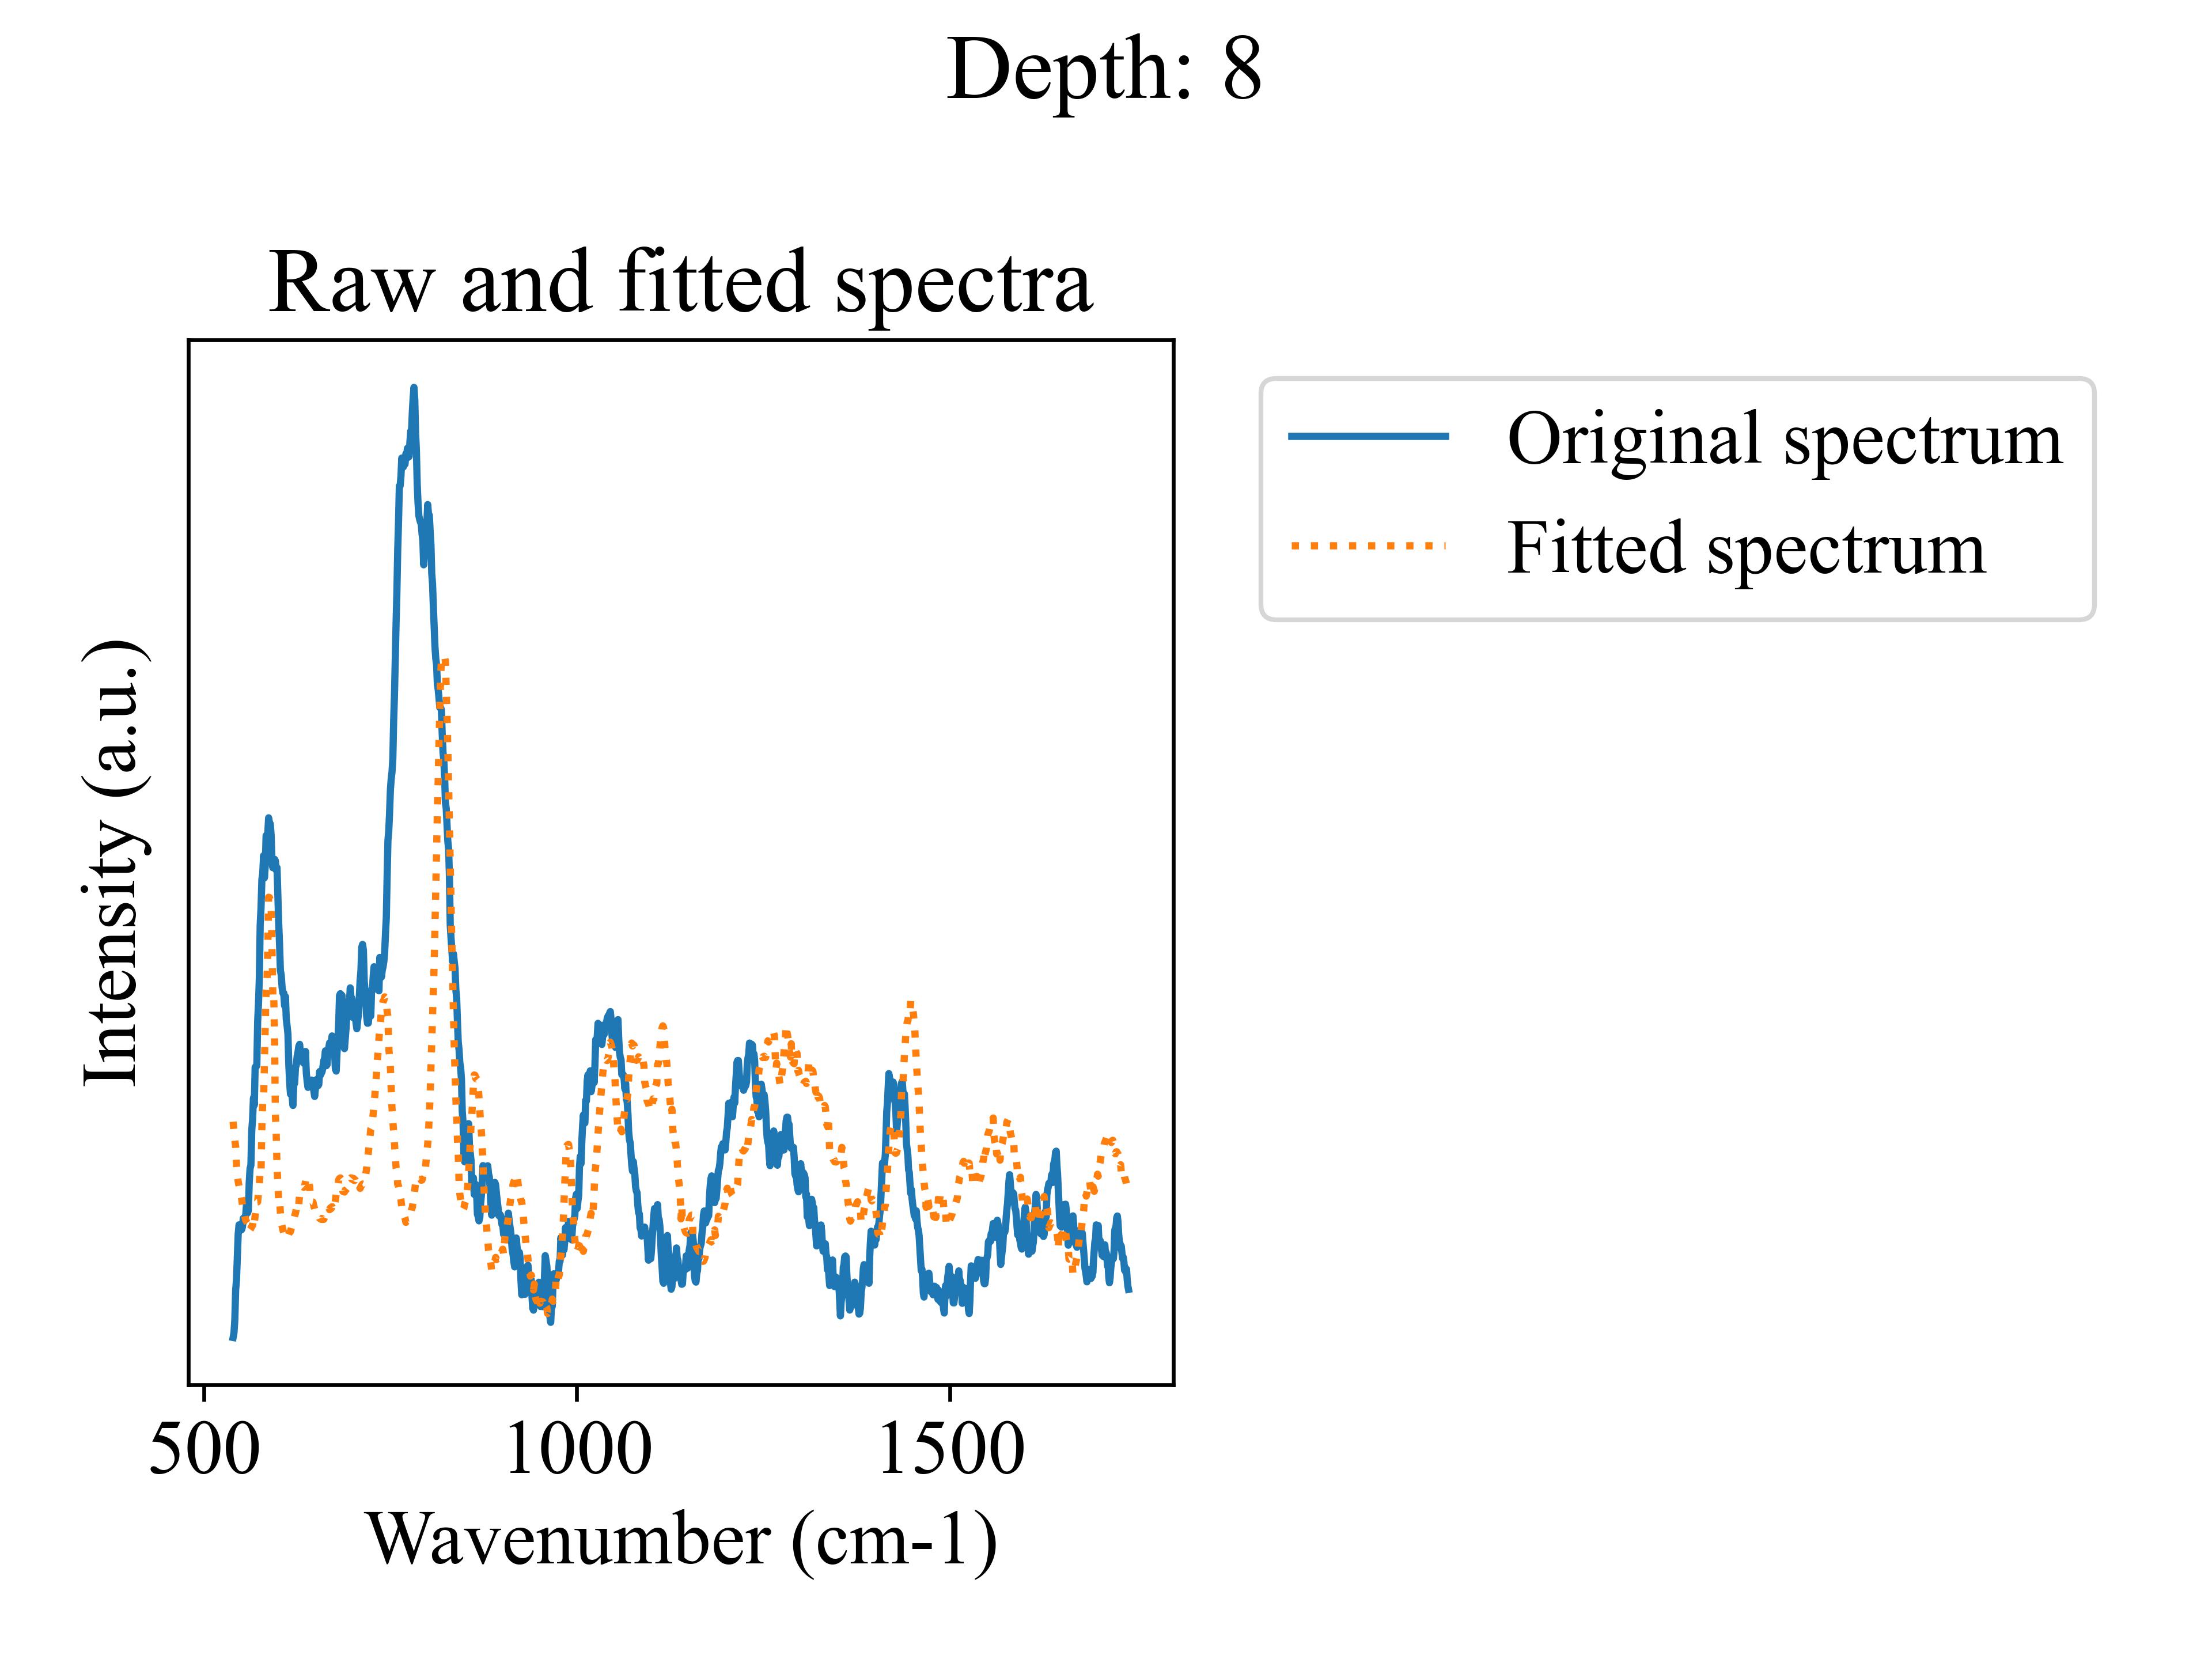 Depth: 8
Raw and fitted spectra
Original spectrum
Fitted spectrum
Intensity (a.u.)
500 1000 1500
Wavenumber (cm-1)